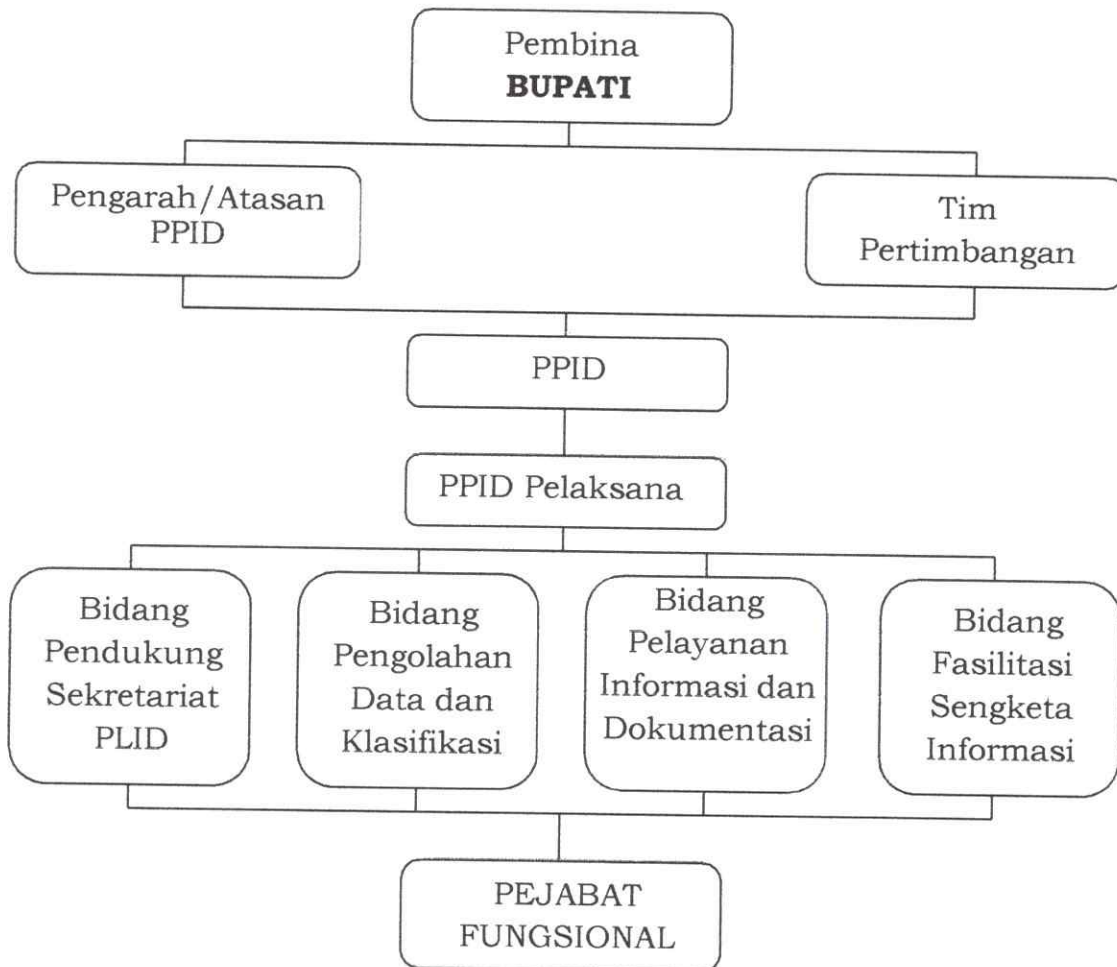 Pembina
BUPATI
Pengarah/Atasan
PPID
Tim
Pertimbangan
PPID
PPID Pelaksana
Bidang
Pendukung
Sekretariat
PLID
Bidang
Pengolahan
Data dan
Klasifikasi
Bidang
Pelayanan
Informasi dan
Dokumentasi
Bidang
Fasilitasi
Sengketa
Informasi
PEJABAT
FUNGSIONAL